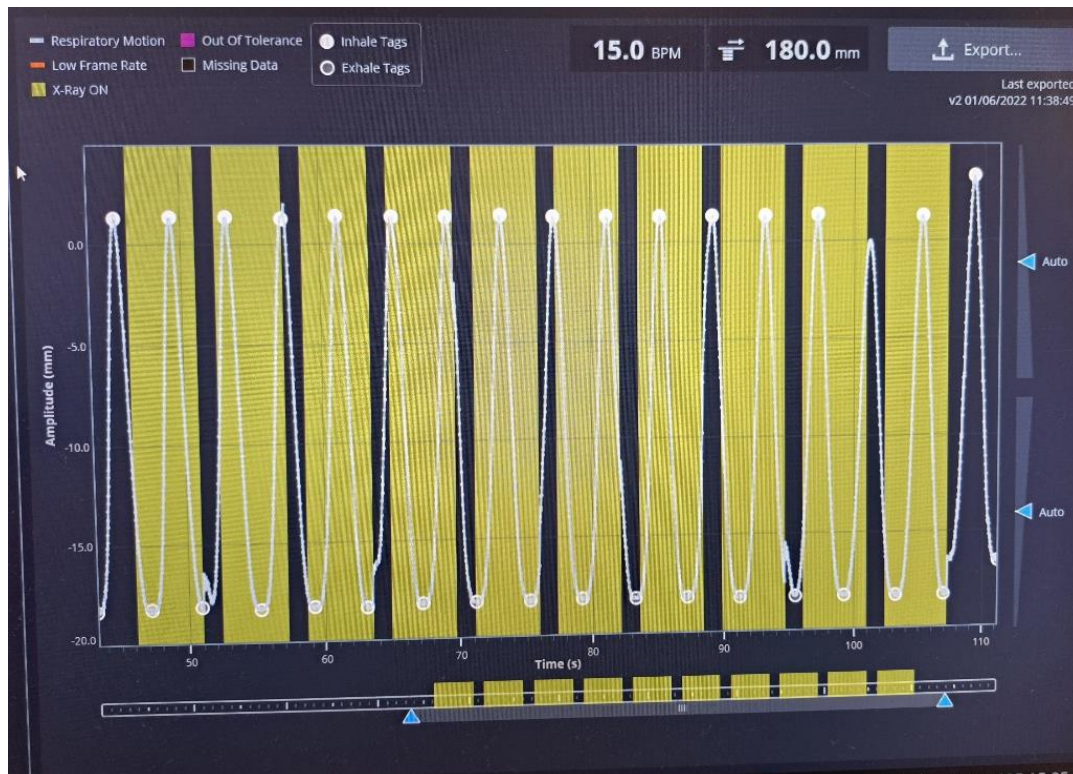 Respiratory Motion
Out Of Tolerance
Inhale Tags
Low Frame Rate
Missing Data
Exhale Tags
X-Ray ON
15.0 BPM
180.0 mm
Export...
Last exported
v2 01/06/2022 11:38:49
Amplitude (mm)
0.0
-5.0
-10.0
-15.0
-20.0
Auto
Auto
50
60
70
80
90
100
110
Time (s)